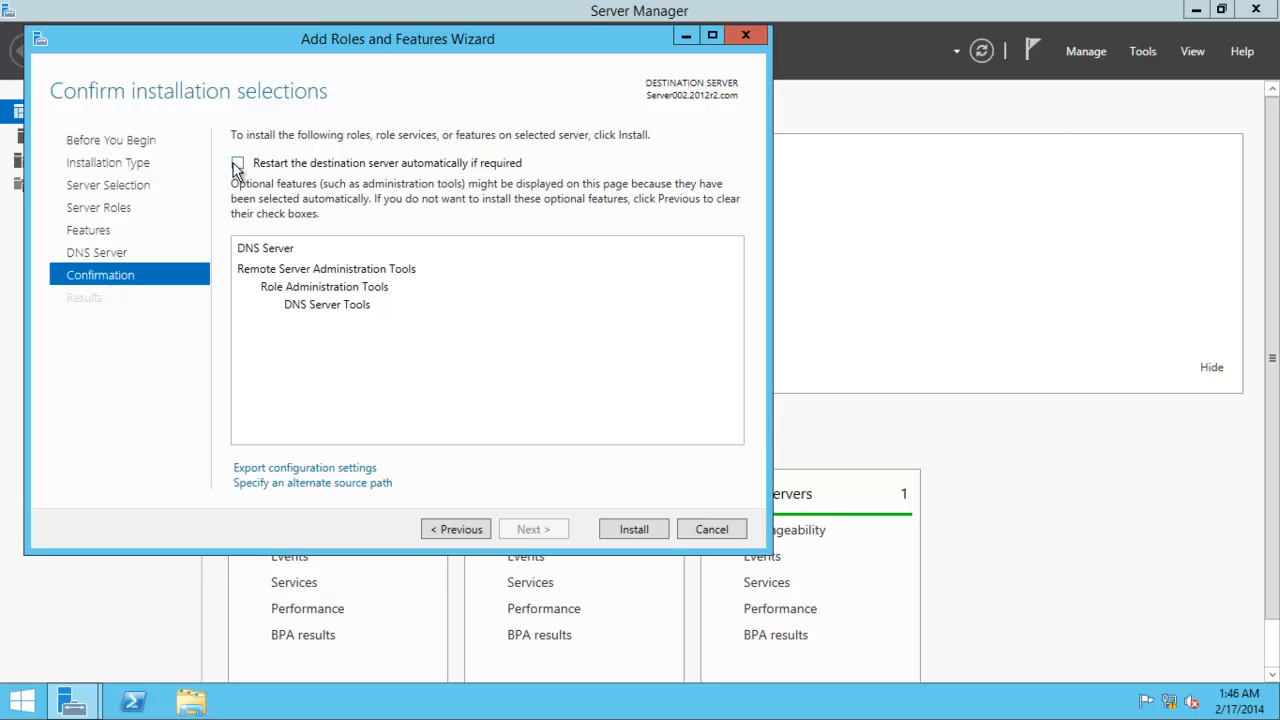 Server Manager
Add Roles and Features Wizard
Manage
Tools
View
Help
Confirm installation selections
DESTINATION SERVER
Server002.2012r2.com
Before You Begin
Installation Type
Server Selection
Server Roles
Features
DNS Server
Confirmation
Results
To install the following roles, role services, or features on selected server, click Install.
Restart the destination server automatically if required
Optional features (such as administration tools) might be displayed on this page because they have
been selected automatically. If you do not want to install these optional features, click Previous to clear
their check boxes.
DNS Server
Remote Server Administration Tools
Role Administration Tools
DNS Server Tools
Export configuration settings
Specify an alternate source path
< Previous
Next >
Install
Cancel
Hide
ervers 1
ngeability
Events
Services
Performance
BPA results
Events
Services
Performance
BPA results
Events
Services
Performance
BPA results
1:46 AM
2/17/2014